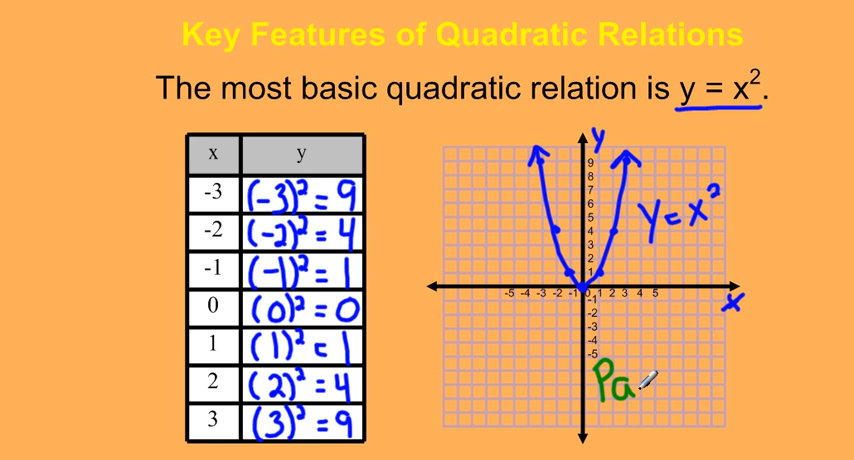 Key Features of Quadratic Relations
The most basic quadratic relation is y = x².
x y
-3 (-3)² = 9
-2 (-2)² = 4
-1 (-1)² = 1
0 (0)² = 0
1 (1)² = 1
2 (2)² = 4
3 (3)² = 9
y
9
8
7
6
5
4
3
2
1
y = x²
-5 -4 -3 -2 -1 0 1 2 3 4 5
x
-1
-2
-3
-4
-5
Pa